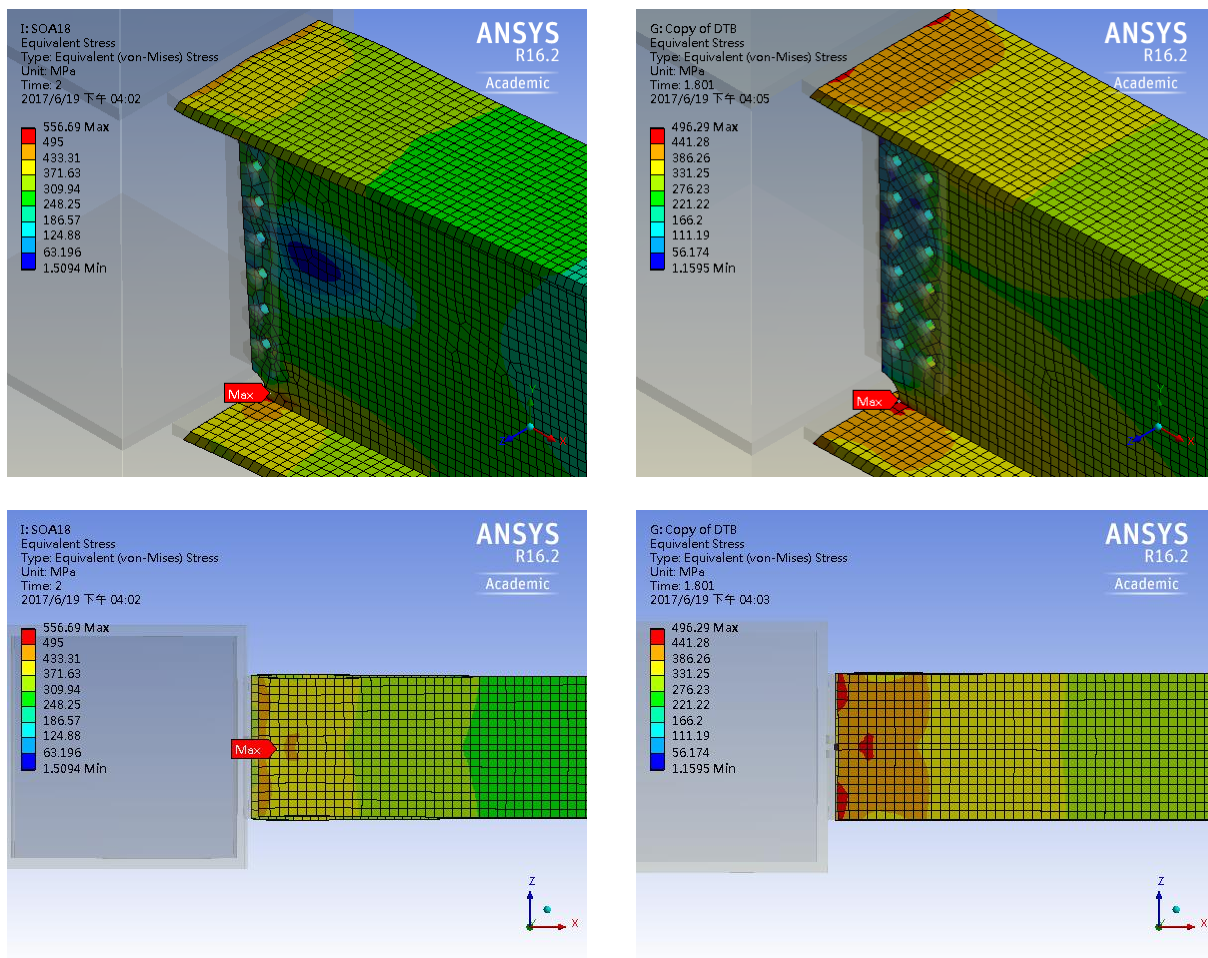 I: SOA18
Equivalent Stress
Type: Equivalent (von-Mises) Stress
Unit: MPa
Time: 2
2017/6/19 下午 04:02
556.69 Max
495
433.31
371.63
309.94
248.25
186.57
124.88
63.196
1.5094 Min
ANSYS
R16.2
Academic
Max
Y
Z
X
G: Copy of DTB
Equivalent Stress
Type: Equivalent (von-Mises) Stress
Unit: MPa
Time: 1.801
2017/6/19 下午 04:05
496.29 Max
441.28
386.26
331.25
276.23
221.22
166.2
111.19
56.174
1.1595 Min
ANSYS
R16.2
Academic
Max
Y
Z
X
I: SOA18
Equivalent Stress
Type: Equivalent (von-Mises) Stress
Unit: MPa
Time: 2
2017/6/19 下午 04:02
556.69 Max
495
433.31
371.63
309.94
248.25
186.57
124.88
63.196
1.5094 Min
ANSYS
R16.2
Academic
Max
Z
X
G: Copy of DTB
Equivalent Stress
Type: Equivalent (von-Mises) Stress
Unit: MPa
Time: 1.801
2017/6/19 下午 04:03
496.29 Max
441.28
386.26
331.25
276.23
221.22
166.2
111.19
56.174
1.1595 Min
ANSYS
R16.2
Academic
Z
X